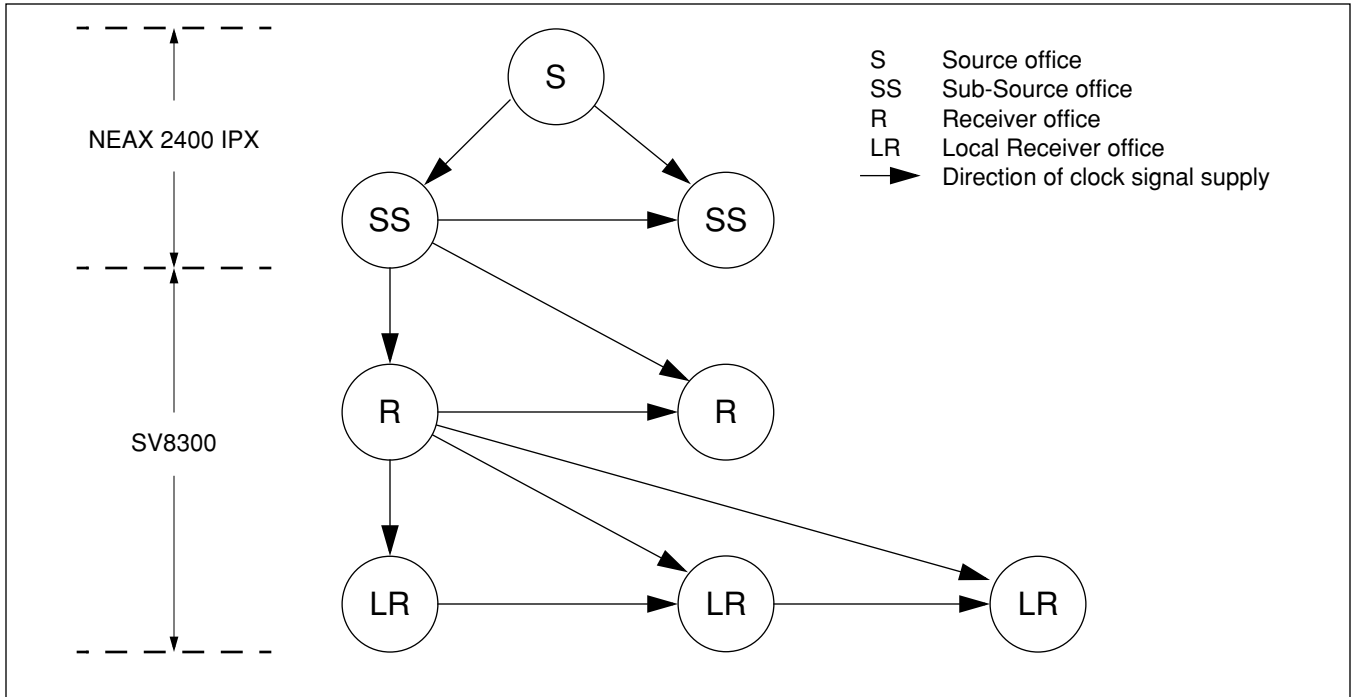 S
S Source office
SS Sub-Source office
R Receiver office
LR Local Receiver office
Direction of clock signal supply
NEAX 2400 IPX
SS SS
R R
SV8300
LR LR LR